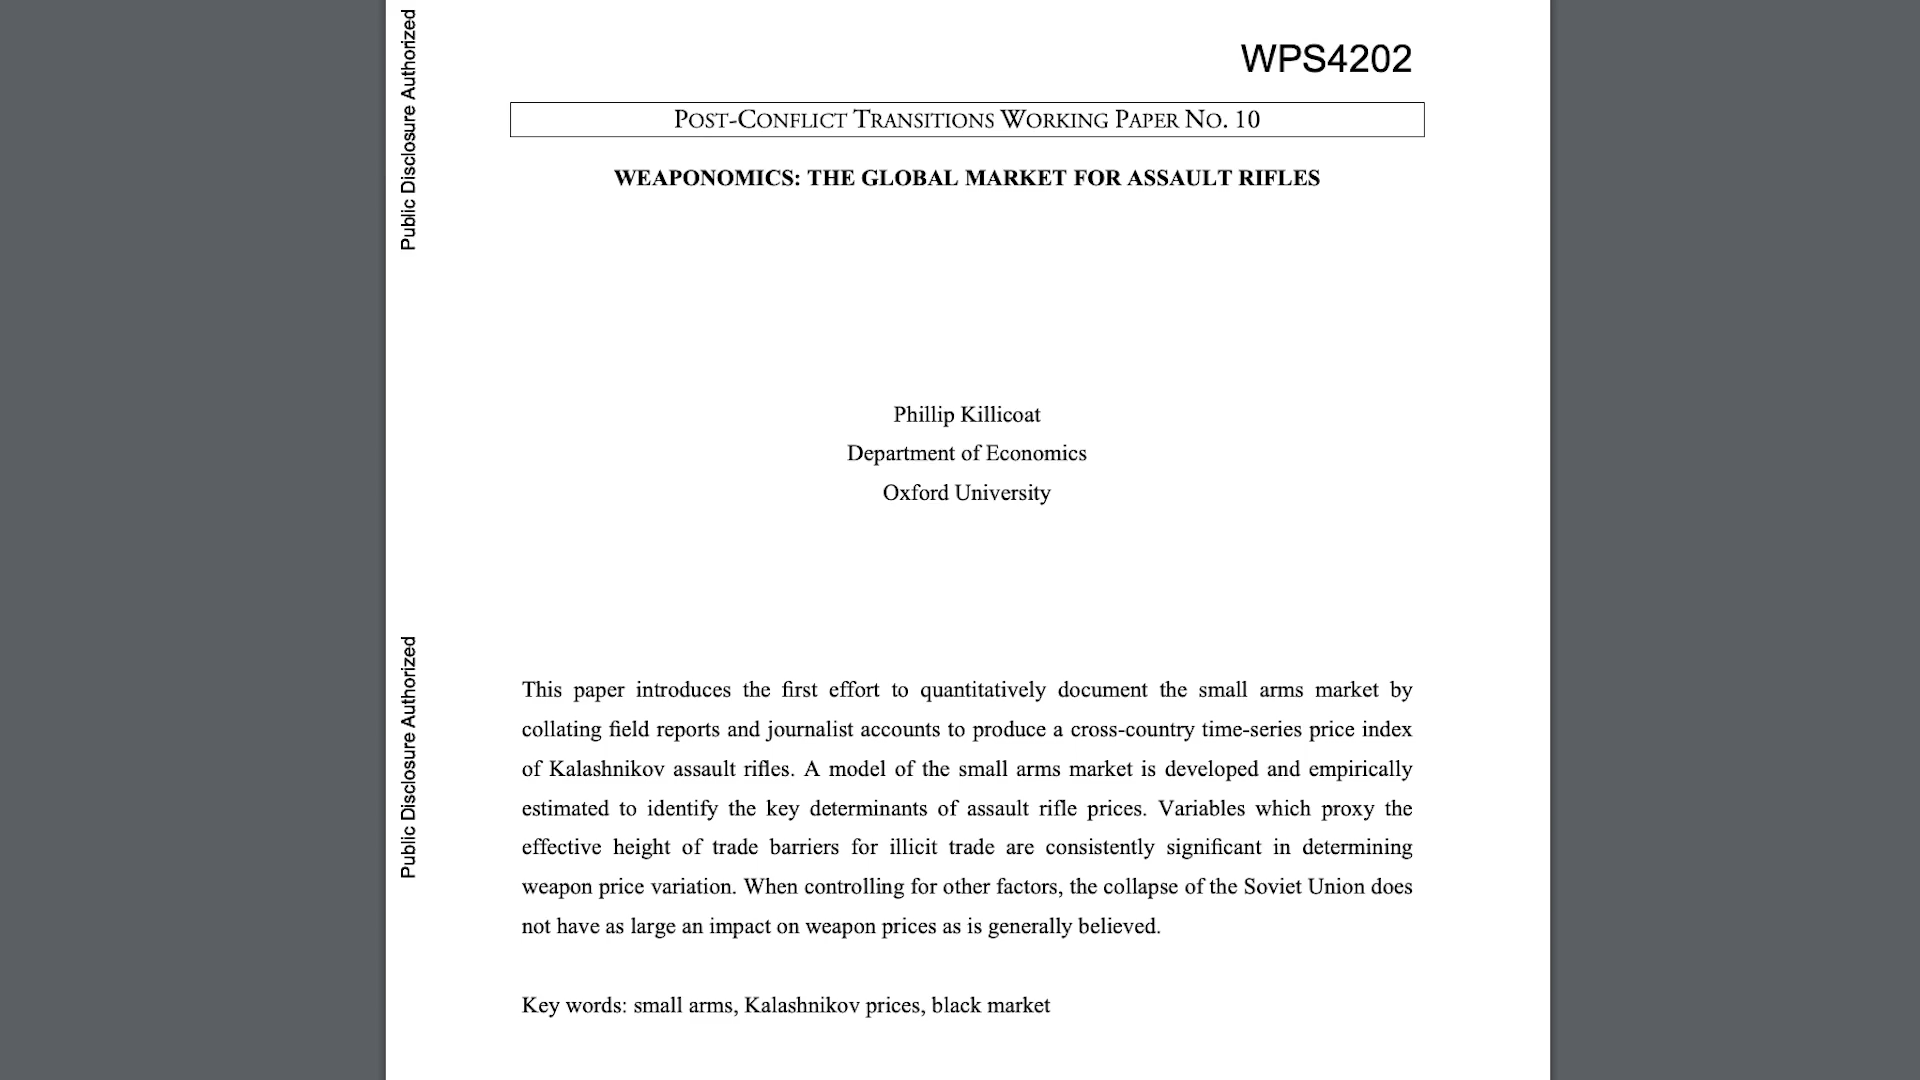 Public Disclosure Authorized
WPS4202
POST-CONFLICT TRANSITIONS WORKING PAPER NO. 10
WEAPONOMICS: THE GLOBAL MARKET FOR ASSAULT RIFLES
Phillip Killicoat
Department of Economics
Oxford University
Public Disclosure Authorized
This paper introduces the first effort to quantitatively document the small arms market by
collating field reports and journalist accounts to produce a cross-country time-series price index
of Kalashnikov assault rifles. A model of the small arms market is developed and empirically
estimated to identify the key determinants of assault rifle prices. Variables which proxy the
effective height of trade barriers for illicit trade are consistently significant in determining
weapon price variation. When controlling for other factors, the collapse of the Soviet Union does
not have as large an impact on weapon prices as is generally believed.
Key words: small arms, Kalashnikov prices, black market